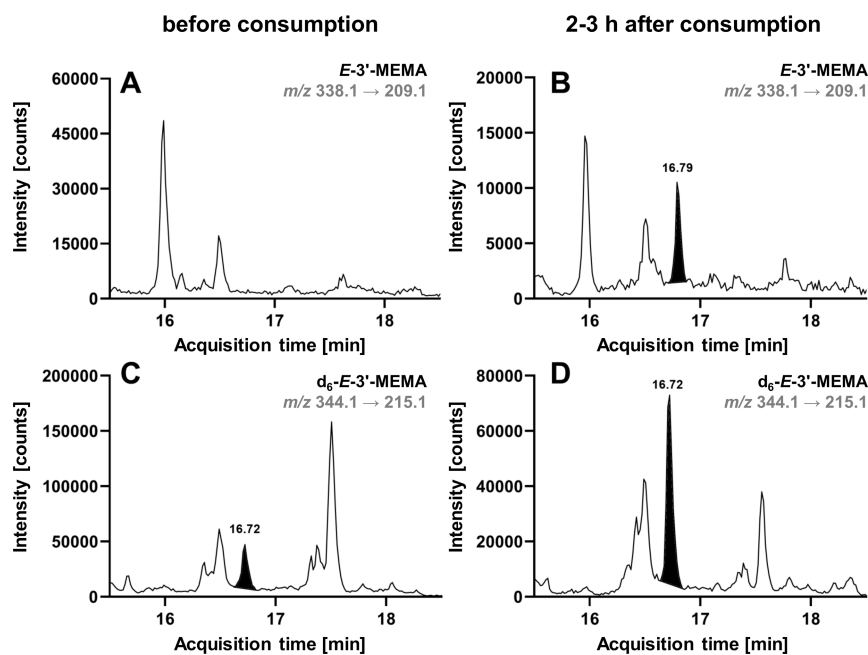 before consumption
2-3 h after consumption
A
E-3'-MEMA
m/z 338.1 → 209.1
Intensity [counts]
60000
45000
30000
15000
0
16
17
18
Acquisition time [min]
B
E-3'-MEMA
m/z 338.1 → 209.1
Intensity [counts]
20000
15000
10000
5000
0
16.79
16
17
18
Acquisition time [min]
C
d₆-E-3'-MEMA
m/z 344.1 → 215.1
Intensity [counts]
200000
150000
100000
50000
0
16.72
16
17
18
Acquisition time [min]
D
d₆-E-3'-MEMA
m/z 344.1 → 215.1
Intensity [counts]
80000
60000
40000
20000
0
16.72
16
17
18
Acquisition time [min]